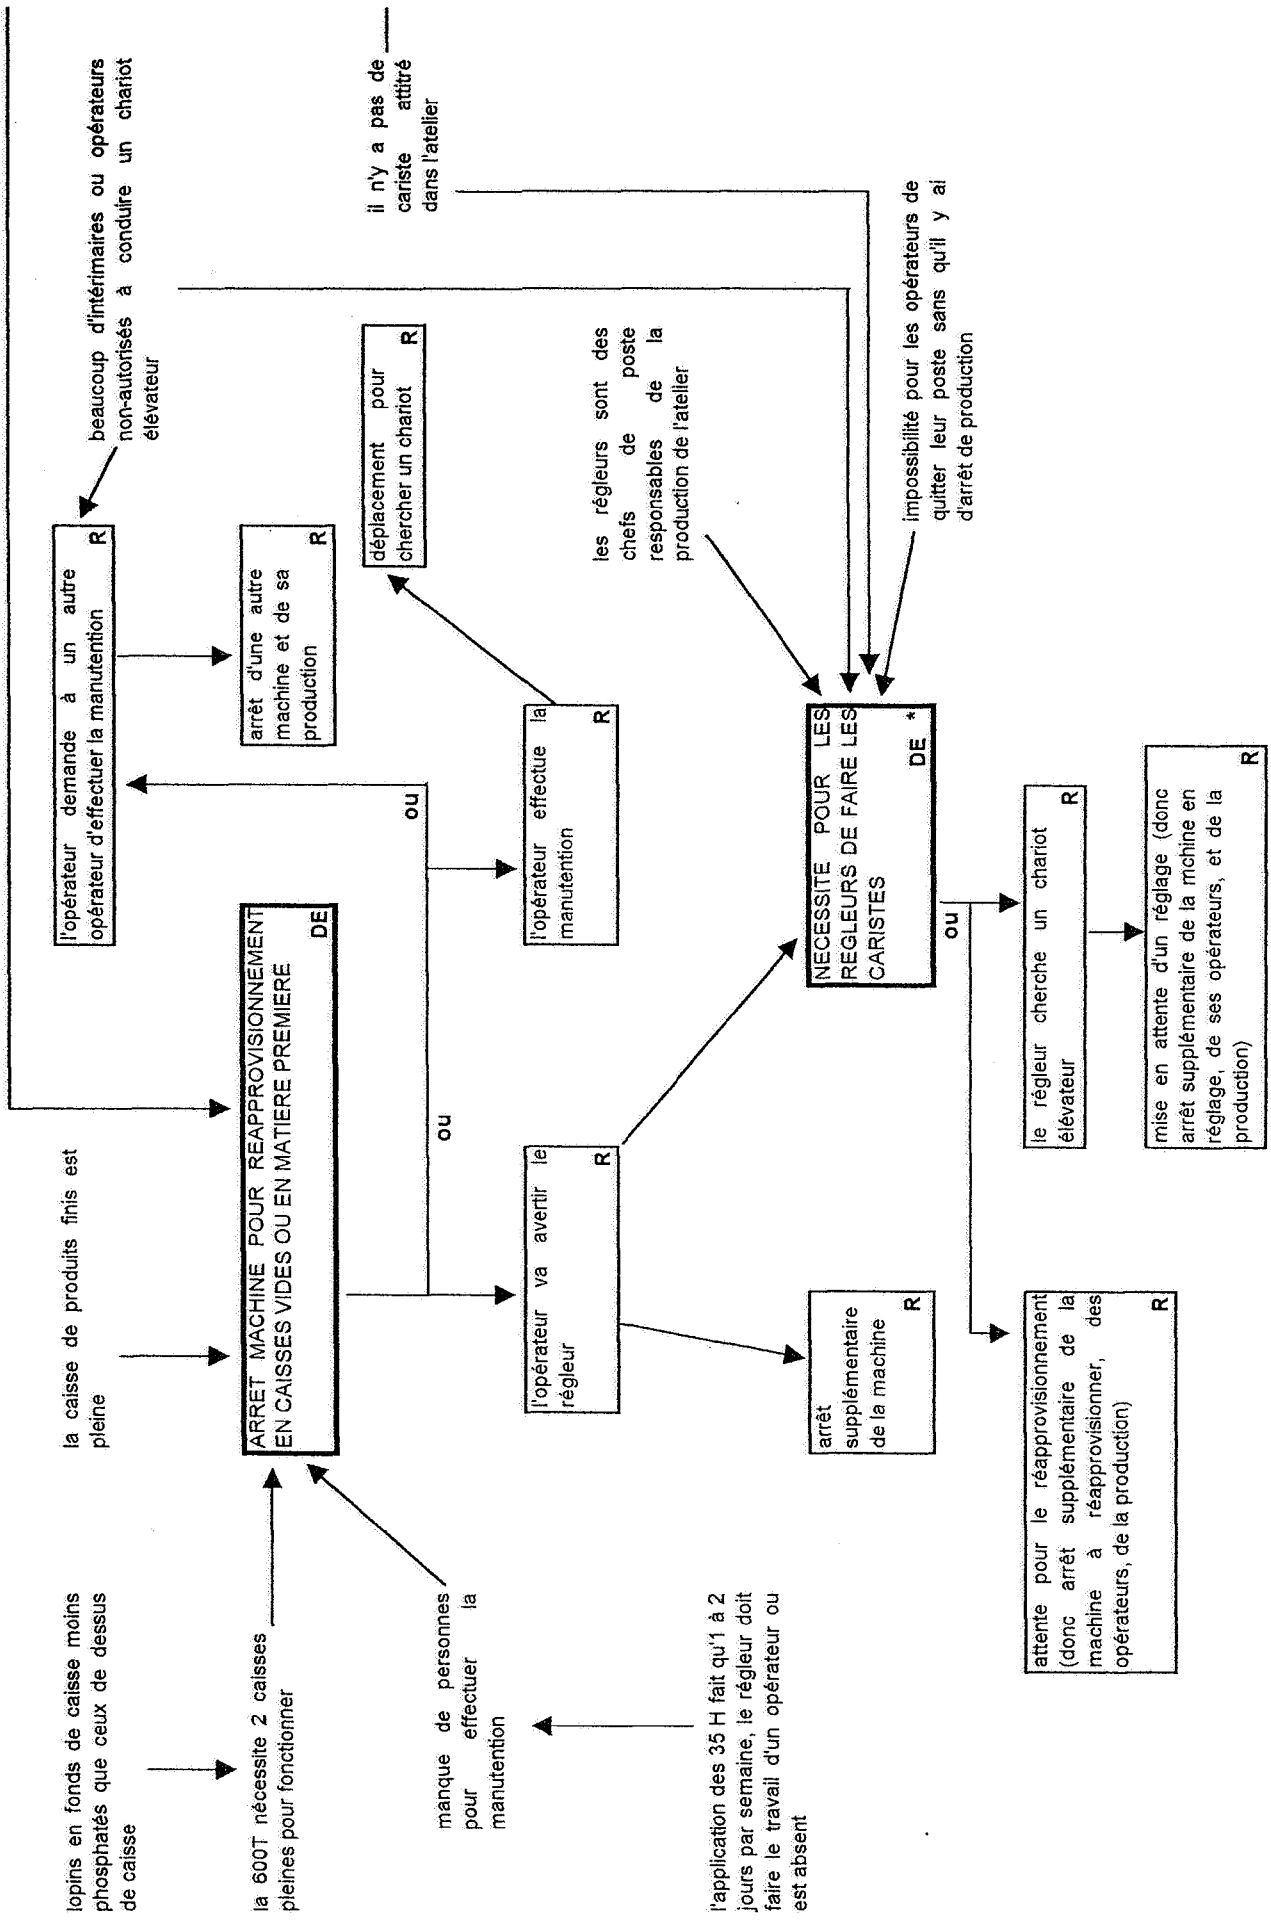 lopins en fonds de caisse moins
phosphatés que ceux de dessus
de caisse
la caisse de produits finis est
pleine
beaucoup d'intérimaires ou opérateurs
non-autorisés à conduire un chariot
élévateur
l'opérateur demande à un autre
opérateur d'effectuer la manutention
R
la 600T nécessite 2 caisses
pleines pour fonctionner
ARRET MACHINE POUR REAPPROVISIONNEMENT
EN CAISSES VIDES OU EN MATIERE PREMIERE
DE
arrêt d'une autre
machine et de sa
production
R
il n'y a pas de
cariste attitré
dans l'atelier
déplacement pour
chercher un chariot
R
manque de personnes
pour effectuer la
manutention
ou
ou
l'opérateur va avertir le
régleur
R
l'opérateur effectue la
manutention
R
les régleurs sont des
chefs de poste
responsables de la
production de l'atelier
l'application des 35 H fait qu'1 à 2
jours par semaine, le régleur doit
faire le travail d'un opérateur ou
est absent
arrêt
supplémentaire
de la machine
R
NECESSITE POUR LES
REGLEURS DE FAIRE LES
CARISTES
DE *
impossibilité pour les opérateurs de
quitter leur poste sans qu'il y ai
d'arrêt de production
ou
attente pour le réapprovisionnement
(donc arrêt supplémentaire de la
machine à réapprovisionner, des
opérateurs, de la production)
R
le régleur cherche un chariot
élévateur
R
mise en attente d'un réglage (donc
arrêt supplémentaire de la mchine en
réglage, de ses opérateurs, et de la
production)
R